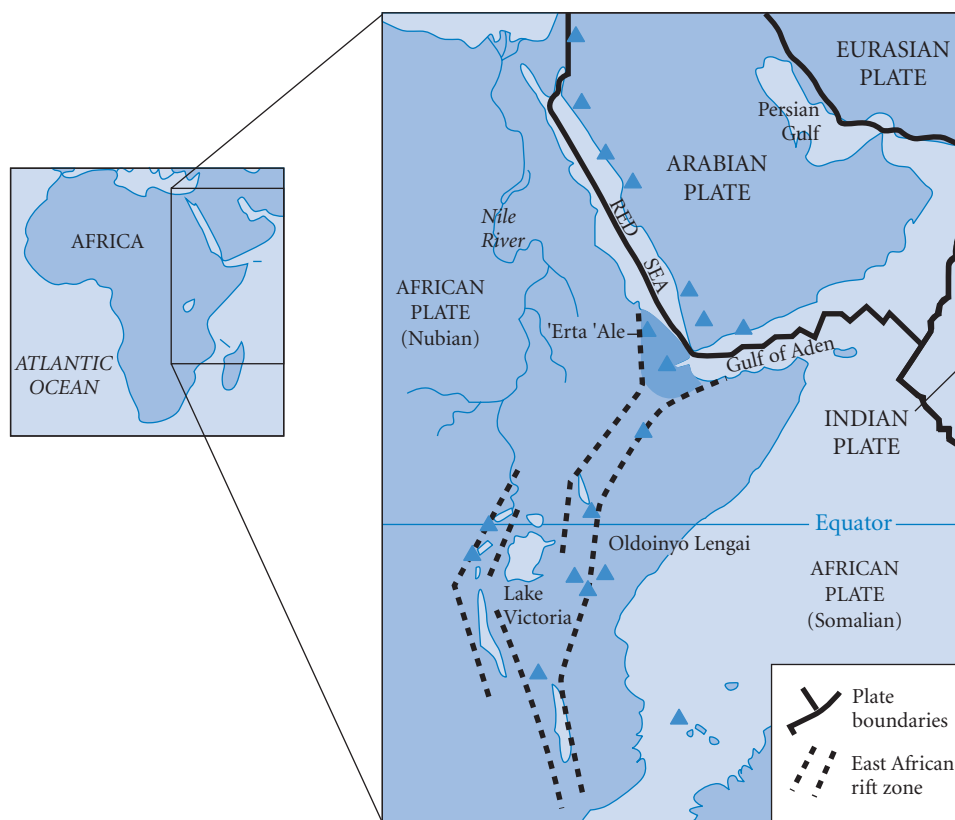 AFRICA
ATLANTIC
OCEAN
EURASIAN
PLATE
Persian
Gulf
ARABIAN
PLATE
Nile
River
RED
SEA
AFRICAN
PLATE
(Nubian)
'Erta 'Ale
Gulf of Aden
INDIAN
PLATE
Equator
Oldoinyo Lengai
AFRICAN
PLATE
(Somalian)
Lake
Victoria
Plate
boundaries
East African
rift zone